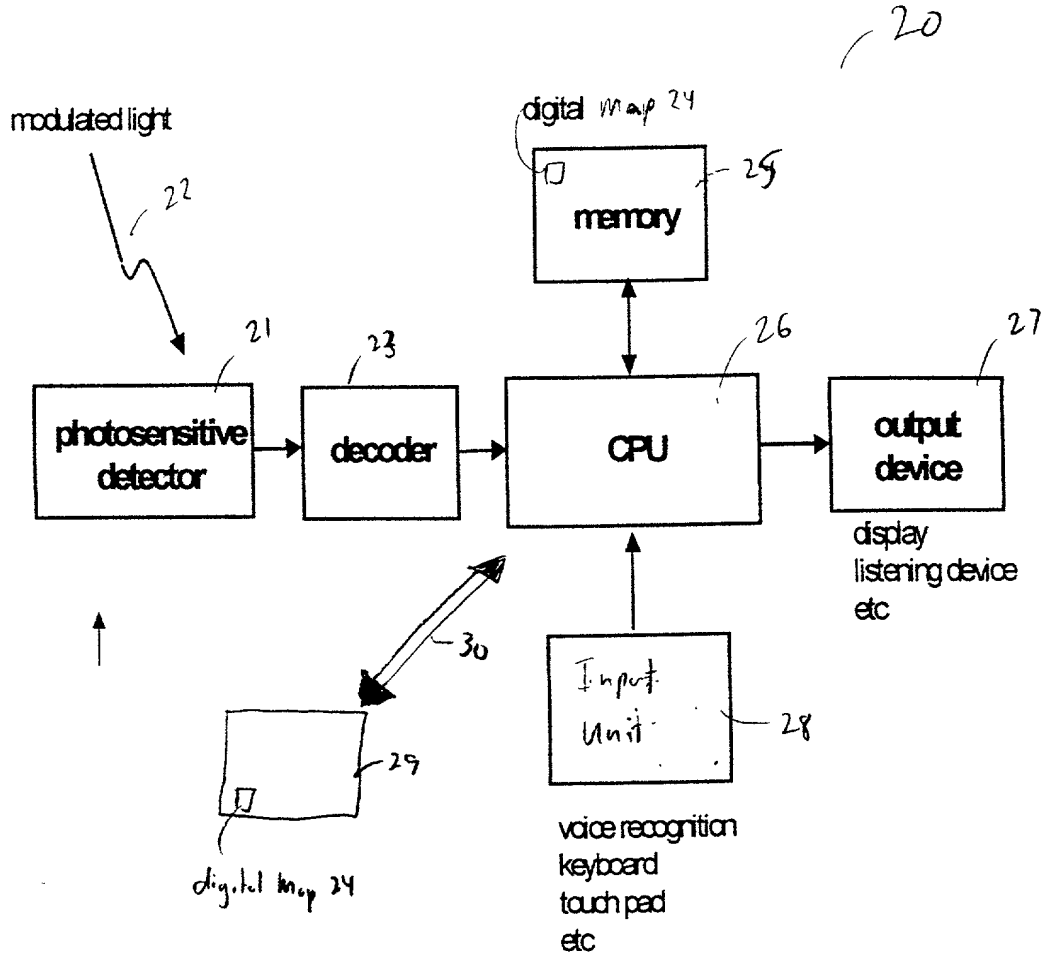 20
modulated light
digital map 24
22
25
memory
21
23
26
27
photosensitive
detector
decoder
CPU
output
device
display
listening device
etc
30
Input
Unit
28
29
digital map 24
voice recognition
keyboard
touch pad
etc